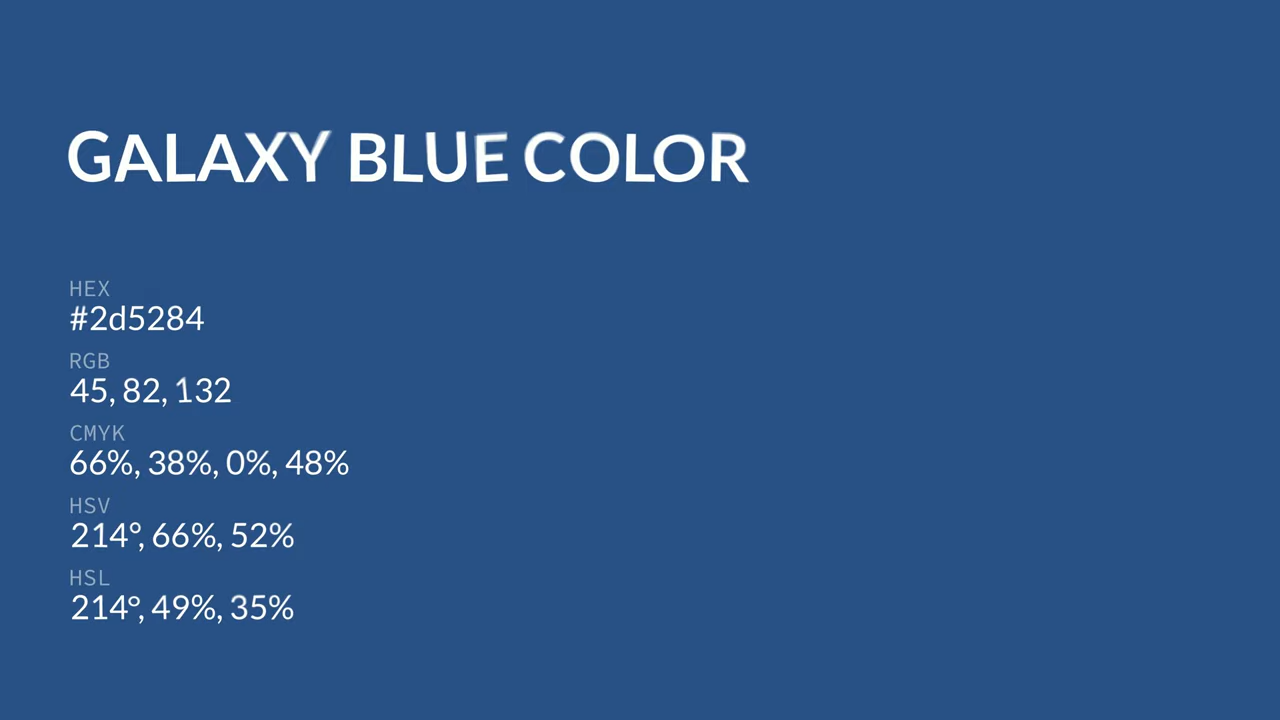 GALAXY BLUE COLOR
HEX
#2d5284
RGB
45, 82, 132
CMYK
66%, 38%, 0%, 48%
HSV
214°, 66%, 52%
HSL
214°, 49%, 35%